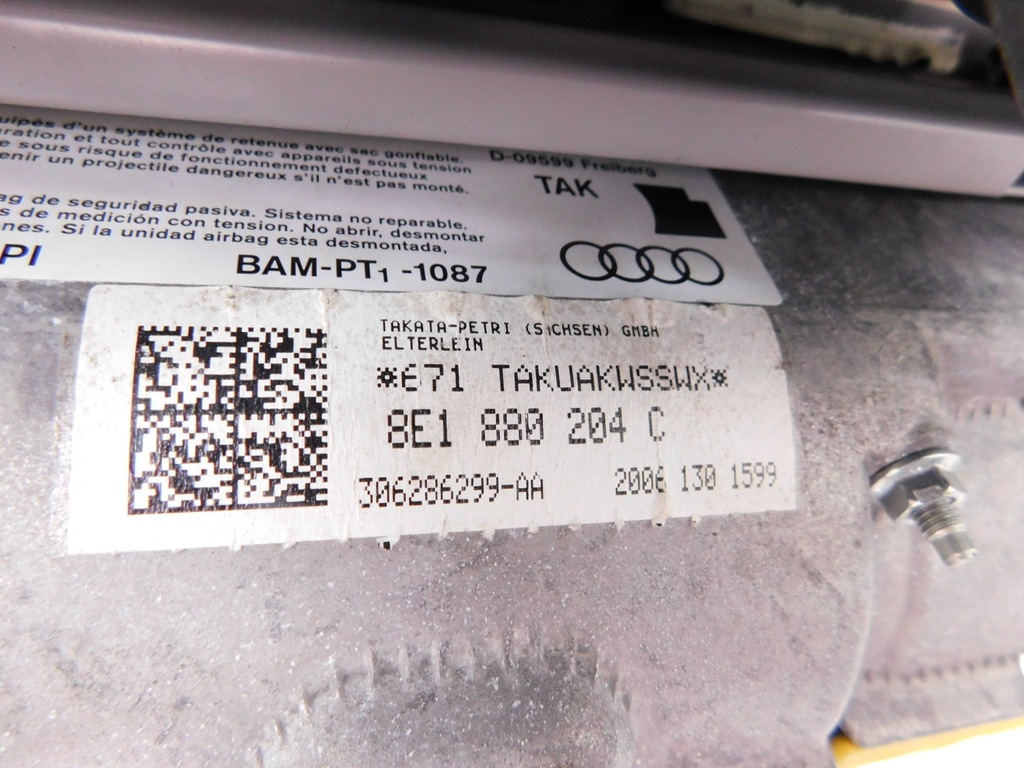 uipés d'un système de retenue avec sac gonflable.
ration et tout contrôle avec appareils sous tension
e sous risque de fonctionnement defectueux
enir un projectile dangereux s'il n'est pas monté.
D-09599 Freiberg
TAK
ag de seguridad pasiva. Sistema no reparable.
s de medición con tension. No abrir, desmontar
nes. Si la unidad airbag esta desmontada,
PI
BAM-PT1 -1087
TAKATA-PETRI (SACHSEN) GMBH
ELTERLEIN
*E71 TAKUAKWSSWX*
8E1 880 204 C
306286299-AA 2006 130 1599